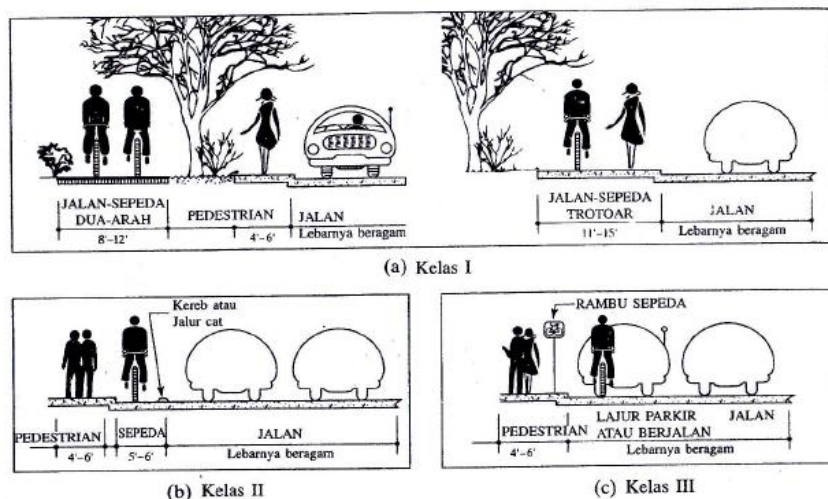 JALAN-SEPEDA
DUA-ARAH
8'-12'
PEDESTRIAN
4'-6'
JALAN
Lebarnya beragam
JALAN-SEPEDA
TROTOAR
11'-15'
JALAN
Lebarnya beragam
(a) Kelas I
Kereb atau
Jalur cat
PEDESTRIAN
4'-6'
SEPEDA
5'-6'
JALAN
Lebarnya beragam
(b) Kelas II
RAMBU SEPEDA
PEDESTRIAN
4'-6'
LAJUR PARKIR
ATAU BERJALAN
JALAN
Lebarnya beragam
(c) Kelas III